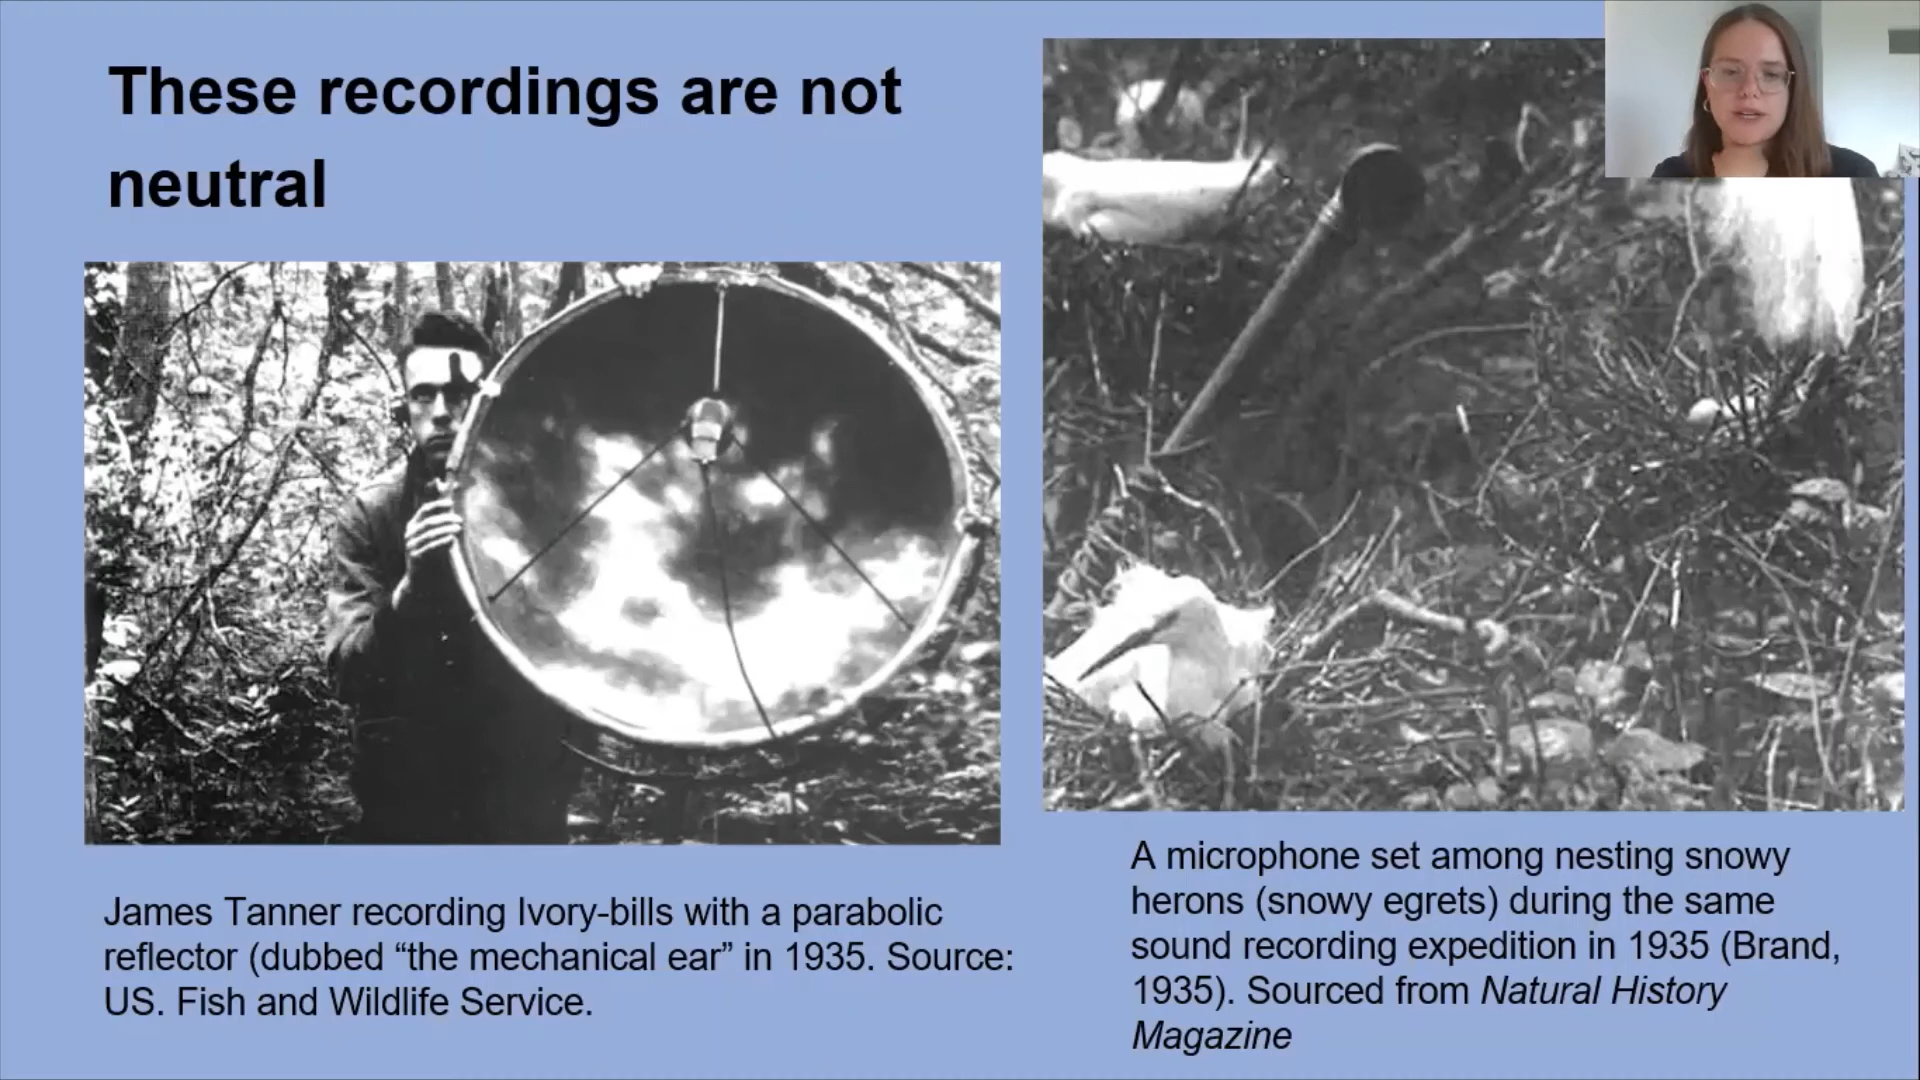 These recordings are not
neutral
James Tanner recording Ivory-bills with a parabolic
reflector (dubbed “the mechanical ear” in 1935. Source:
US. Fish and Wildlife Service.
A microphone set among nesting snowy
herons (snowy egrets) during the same
sound recording expedition in 1935 (Brand,
1935). Sourced from Natural History
Magazine